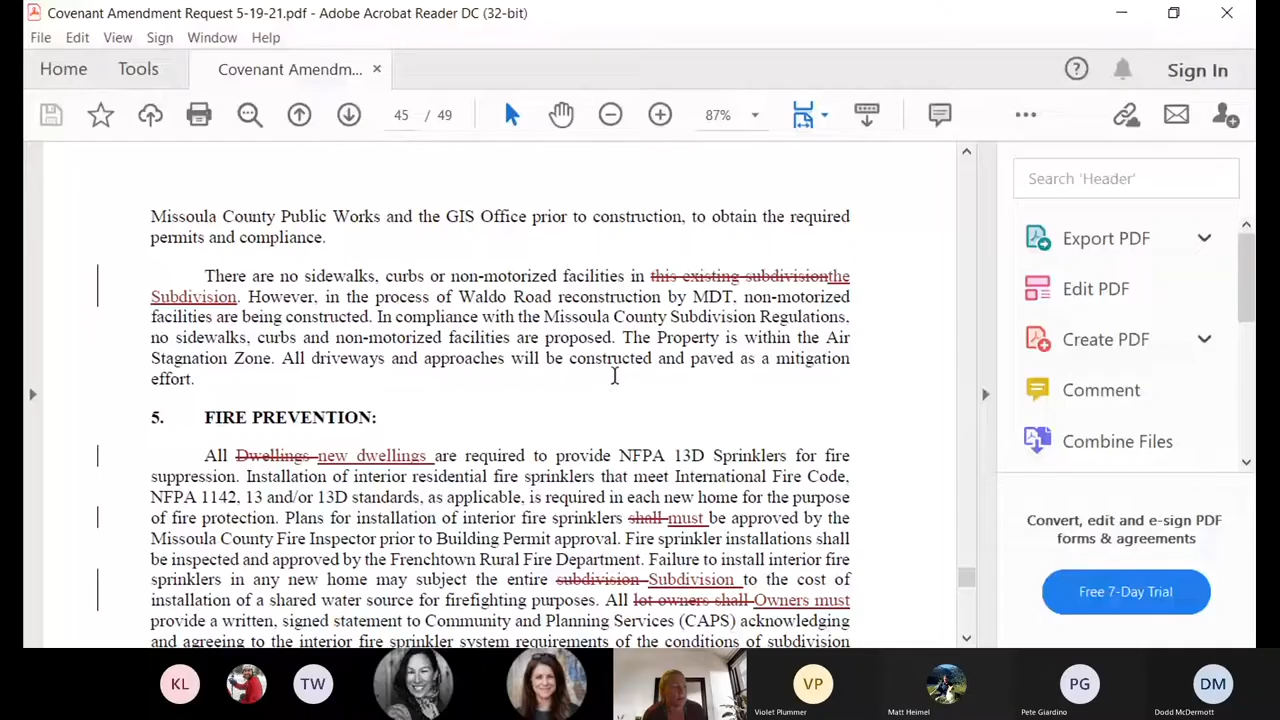 Covenant Amendment Request 5-19-21.pdf - Adobe Acrobat Reader DC (32-bit)
File Edit View Sign Window Help
Home Tools Covenant Amendm... × Sign In
45 / 49 87%
Missoula County Public Works and the GIS Office prior to construction, to obtain the required
permits and compliance.
There are no sidewalks, curbs or non-motorized facilities in this existing subdivisionthe
Subdivision. However, in the process of Waldo Road reconstruction by MDT, non-motorized
facilities are being constructed. In compliance with the Missoula County Subdivision Regulations,
no sidewalks, curbs and non-motorized facilities are proposed. The Property is within the Air
Stagnation Zone. All driveways and approaches will be constructed and paved as a mitigation
effort.
5. FIRE PREVENTION:
All Dwellings new dwellings are required to provide NFPA 13D Sprinklers for fire
suppression. Installation of interior residential fire sprinklers that meet International Fire Code,
NFPA 1142, 13 and/or 13D standards, as applicable, is required in each new home for the purpose
of fire protection. Plans for installation of interior fire sprinklers shall must be approved by the
Missoula County Fire Inspector prior to Building Permit approval. Fire sprinkler installations shall
be inspected and approved by the Frenchtown Rural Fire Department. Failure to install interior fire
sprinklers in any new home may subject the entire subdivision Subdivision to the cost of
installation of a shared water source for firefighting purposes. All lot owners shall Owners must
provide a written, signed statement to Community and Planning Services (CAPS) acknowledging
and agreeing to the interior fire sprinkler system requirements of the conditions of subdivision
Search 'Header'
Export PDF
Edit PDF
Create PDF
Comment
Combine Files
Convert, edit and e-sign PDF
forms & agreements
Free 7-Day Trial
KL TW VP PG DM
Violet Plummer Matt Heimel Pete Giardino Dodd McDermott